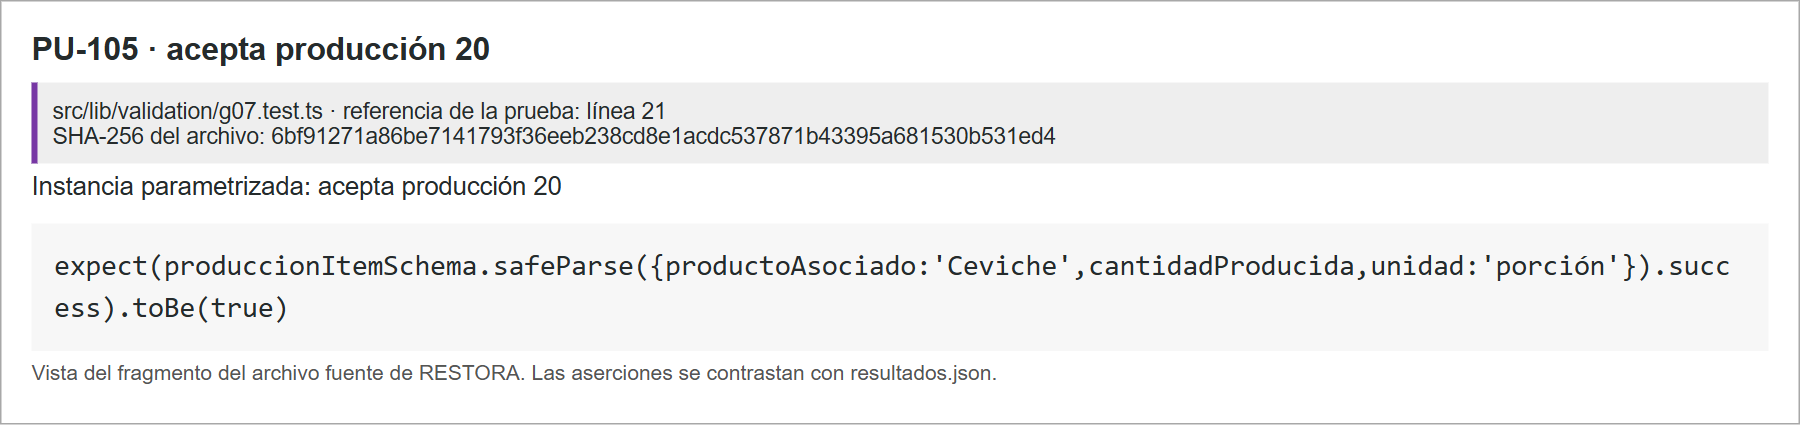 PU-105 · acepta producción 20
src/lib/validation/g07.test.ts · referencia de la prueba: línea 21
SHA-256 del archivo: 6bf91271a86be7141793f36eeb238cd8e1acdc537871b43395a681530b531ed4
Instancia parametrizada: acepta producción 20
expect(produccionItemSchema.safeParse({productoAsociado:'Ceviche',cantidadProducida,unidad:'porción'}).succ
ess).toBe(true)
Vista del fragmento del archivo fuente de RESTORA. Las aserciones se contrastan con resultados.json.